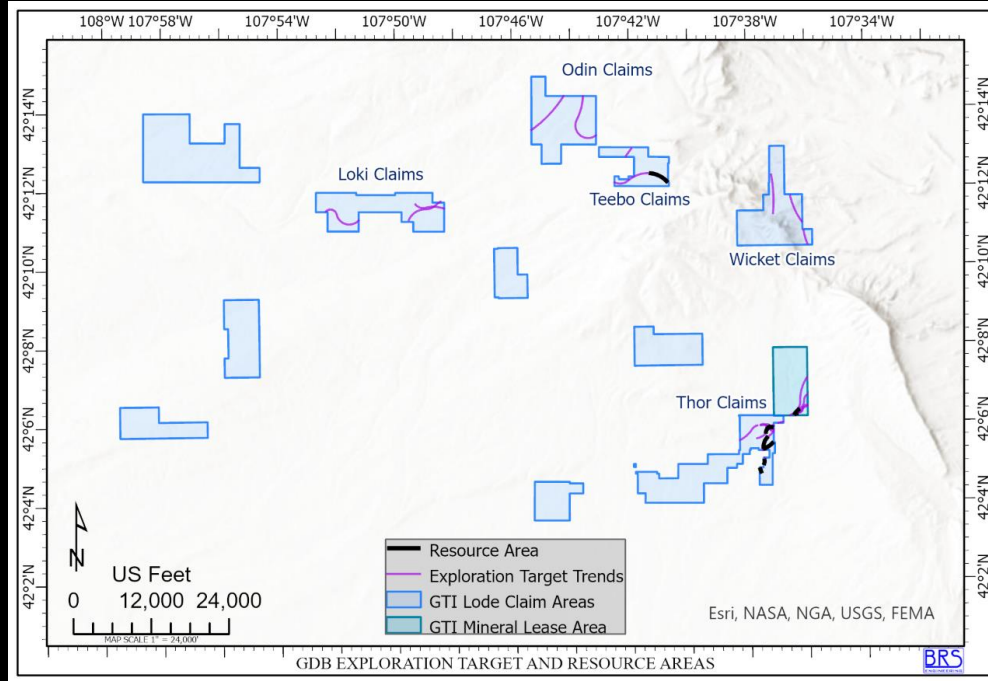 108°W 107°58'W 107°54'W 107°50'W 107°46'W 107°42'W 107°38'W 107°34'W
Odin Claims
42°14'N 42°14'N
Loki Claims
42°12'N 42°12'N
Teebo Claims
Wicket Claims
42°10'N 42°10'N
42°8'N 42°8'N
Thor Claims
42°6'N 42°6'N
42°4'N 42°4'N
N
Resource Area
US Feet
Exploration Target Trends
42°2'N 42°2'N
0 12,000 24,000
GTI Lode Claim Areas
Esri, NASA, NGA, USGS, FEMA
GTI Mineral Lease Area
MAP SCALE 1" = 24,000'
GDB EXPLORATION TARGET AND RESOURCE AREAS
BRS
ENGINEERING